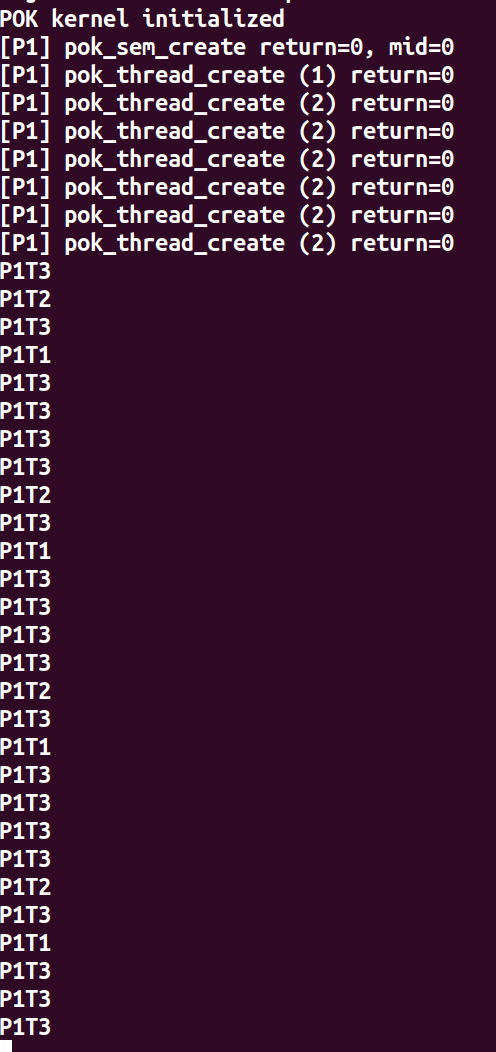 POK kernel initialized
[P1] pok_sem_create return=0, mid=0
[P1] pok_thread_create (1) return=0
[P1] pok_thread_create (2) return=0
[P1] pok_thread_create (2) return=0
[P1] pok_thread_create (2) return=0
[P1] pok_thread_create (2) return=0
[P1] pok_thread_create (2) return=0
[P1] pok_thread_create (2) return=0
P1T3
P1T2
P1T3
P1T1
P1T3
P1T3
P1T3
P1T3
P1T2
P1T3
P1T1
P1T3
P1T3
P1T3
P1T3
P1T2
P1T3
P1T1
P1T3
P1T3
P1T3
P1T3
P1T2
P1T3
P1T1
P1T3
P1T3
P1T3